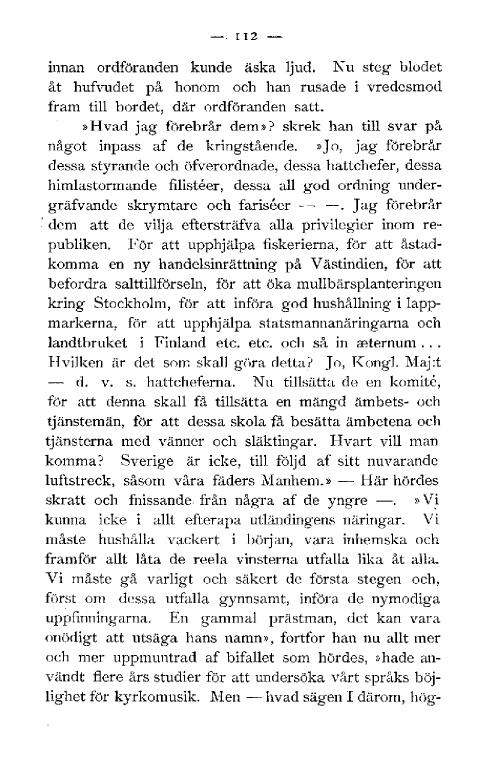 — 112 —
innan ordföranden kunde äska ljud. Nu steg blodet
åt hufvudet på honom och han rusade i vredesmod
fram till bordet, där ordföranden satt.
»Hvad jag förebrår dem»? skrek han till svar på
något inpass af de kringstående. »Jo, jag förebrår
dessa styrande och öfverordnade, dessa hattchefer, dessa
himlastormande filistéer, dessa all god ordning under-
gräfvande skrymtare och fariséer — —. Jag förebrår
dem att de vilja eftersträfva alla privilegier inom re-
publiken. För att upphjälpa fiskerierna, för att åstad-
komma en ny handelsinrättning på Västindien, för att
befordra salttillförseln, för att öka mullbärsplanteringen
kring Stockholm, för att införa god hushållning i lapp-
markerna, för att upphjälpa statsmannanäringarna och
landtbruket i Finland etc. etc. och så in æternum . . .
Hvilken är det som skall göra detta? Jo, Kongl. Maj:t
— d. v. s. hattcheferna. Nu tillsätta de en komité,
för att denna skall få tillsätta en mängd ämbets- och
tjänstemän, för att dessa skola få besätta ämbetena och
tjänsterna med vänner och släktingar. Hvart vill man
komma? Sverige är icke, till följd af sitt nuvarande
luftstreck, såsom våra fäders Manhem.» — Här hördes
skratt och fnissande från några af de yngre —. »Vi
kunna icke i allt efterapa utländingens näringar. Vi
måste hushålla vackert i början, vara inhemska och
framför allt låta de reela vinsterna utfalla lika åt alla.
Vi måste gå varligt och säkert de första stegen och,
först om dessa utfalla gynnsamt, införa de nymodiga
uppfinningarna. En gammal prästman, det kan vara
onödigt att utsäga hans namn», fortfor han nu allt mer
och mer uppmuntrad af bifallet som hördes, »hade an-
vändt flere års studier för att undersöka vårt språks böj-
lighet för kyrkomusik. Men — hvad sägen I därom, hög-